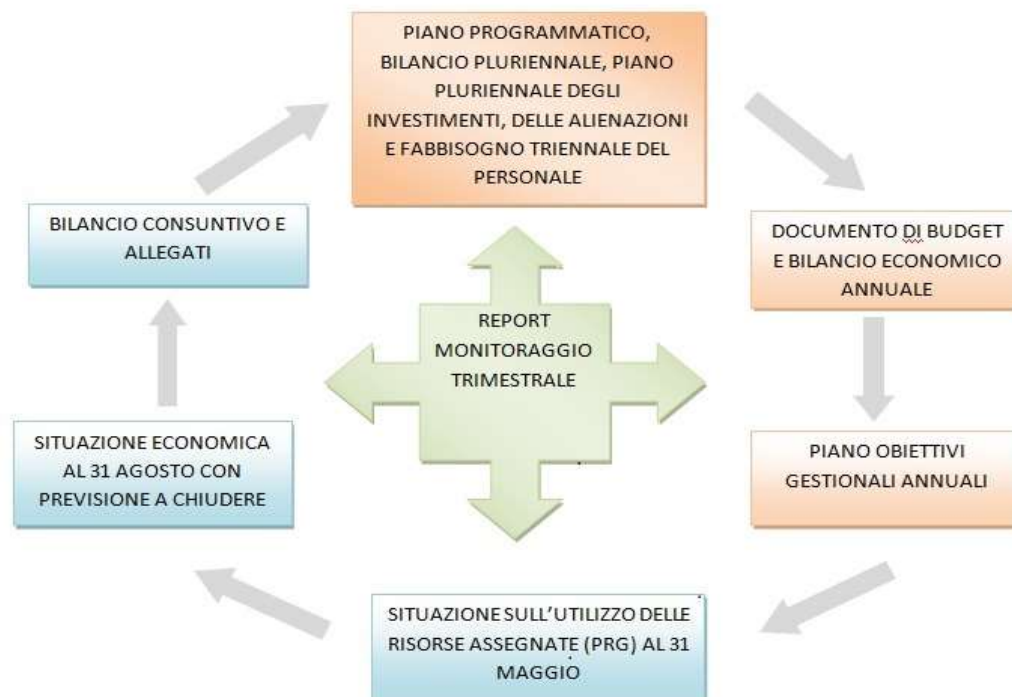 PIANO PROGRAMMATICO,
BILANCIO PLURIENNALE, PIANO
PLURIENNALE DEGLI
INVESTIMENTI, DELLE ALIENAZIONI
E FABBISOGNO TRIENNALE DEL
PERSONALE
DOCUMENTO DI BUDGET
E BILANCIO ECONOMICO
ANNUALE
PIANO OBIETTIVI
GESTIONALI ANNUALI
SITUAZIONE SULL'UTILIZZO DELLE
RISORSE ASSEGNATE (PRG) AL 31
MAGGIO
SITUAZIONE ECONOMICA
AL 31 AGOSTO CON
PREVISIONE A CHIUDERE
BILANCIO CONSUNTIVO E
ALLEGATI
REPORT
MONITORAGGIO
TRIMESTRALE